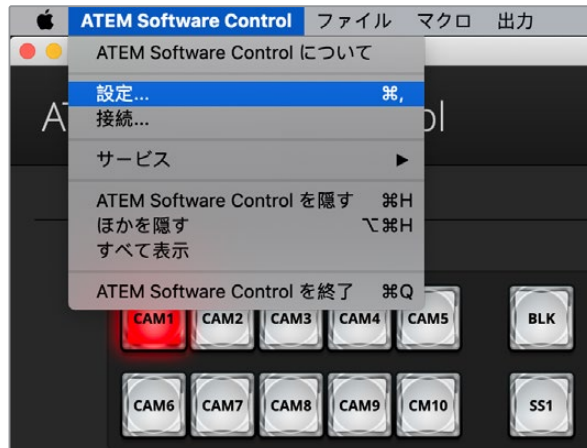 ATEM Software Control ファイル マクロ 出力
ATEM Software Control について
設定... ⌘,
接続...
サービス ▶
ATEM Software Control を隠す ⌘H
ほかを隠す ⌥⌘H
すべて表示
ATEM Software Control を終了 ⌘Q
CAM1 CAM2 CAM3 CAM4 CAM5 BLK
CAM6 CAM7 CAM8 CAM9 CM10 SS1